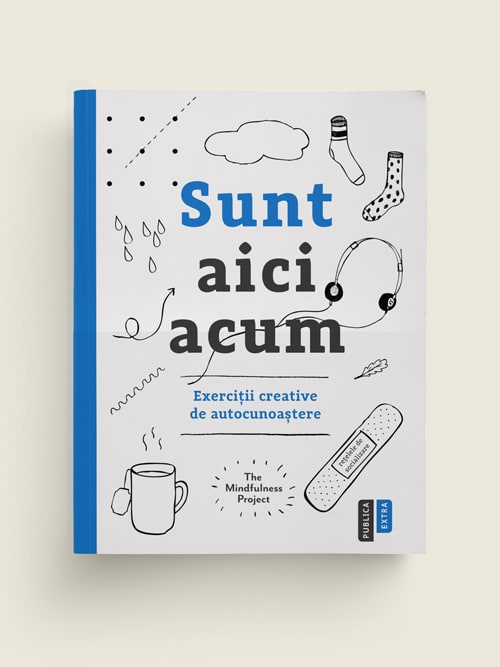 Sunt
aici
acum
Exerciții creative
de autocunoaștere
The
Mindfulness
Project
rețelele de
socializare
PUBLICA
EXTRA